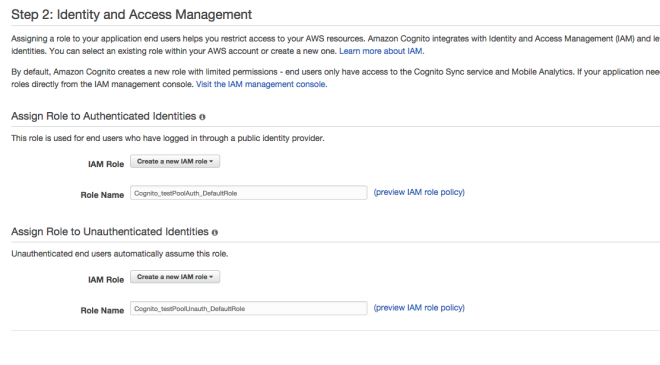 Step 2: Identity and Access Management
Assigning a role to your application end users helps you restrict access to your AWS resources. Amazon Cognito integrates with Identity and Access Management (IAM) and le
identities. You can select an existing role within your AWS account or create a new one. Learn more about IAM.
By default, Amazon Cognito creates a new role with limited permissions - end users only have access to the Cognito Sync service and Mobile Analytics. If your application nee
roles directly from the IAM management console. Visit the IAM management console.
Assign Role to Authenticated Identities
This role is used for end users who have logged in through a public identity provider.
IAM Role Create a new IAM role
Role Name Cognito_testPoolAuth_DefaultRole (preview IAM role policy)
Assign Role to Unauthenticated Identities
Unauthenticated end users automatically assume this role.
IAM Role Create a new IAM role
Role Name Cognito_testPoolUnauth_DefaultRole (preview IAM role policy)